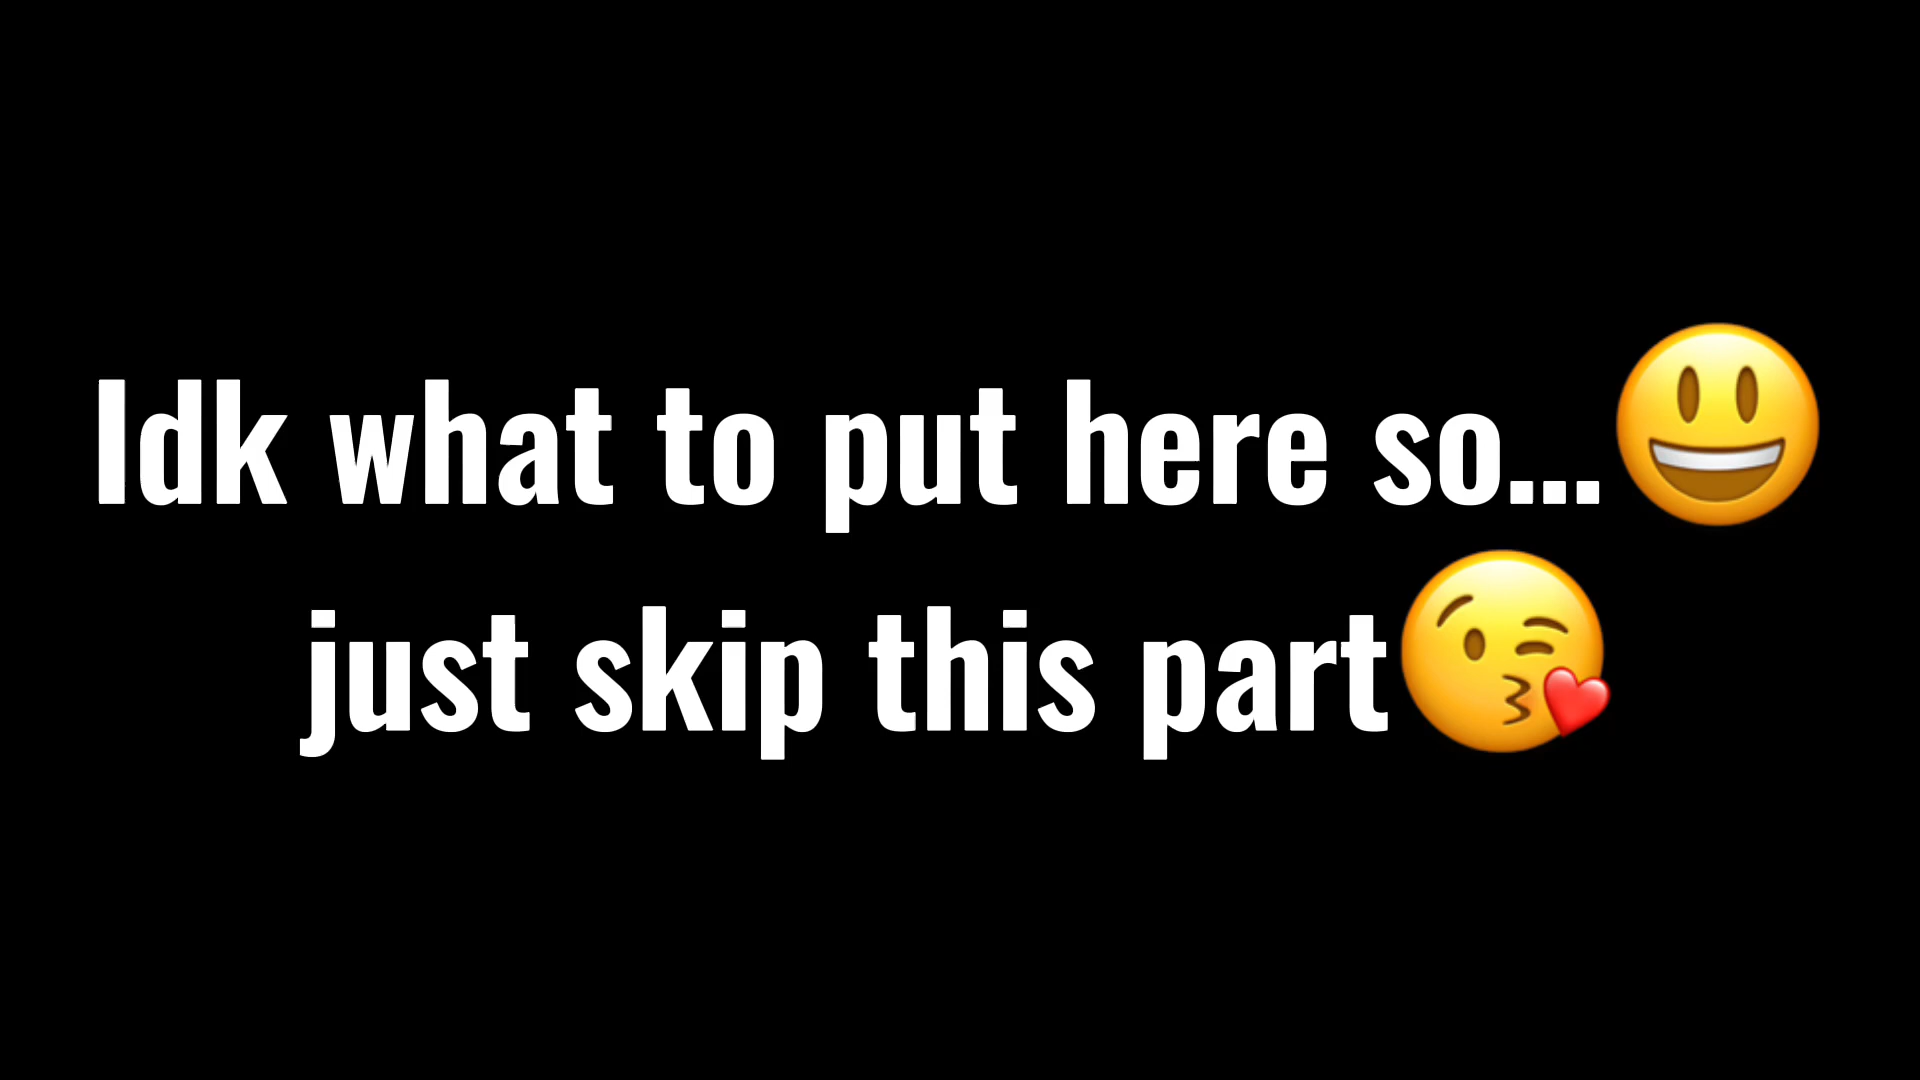 Idk what to put here so...😃
just skip this part😘